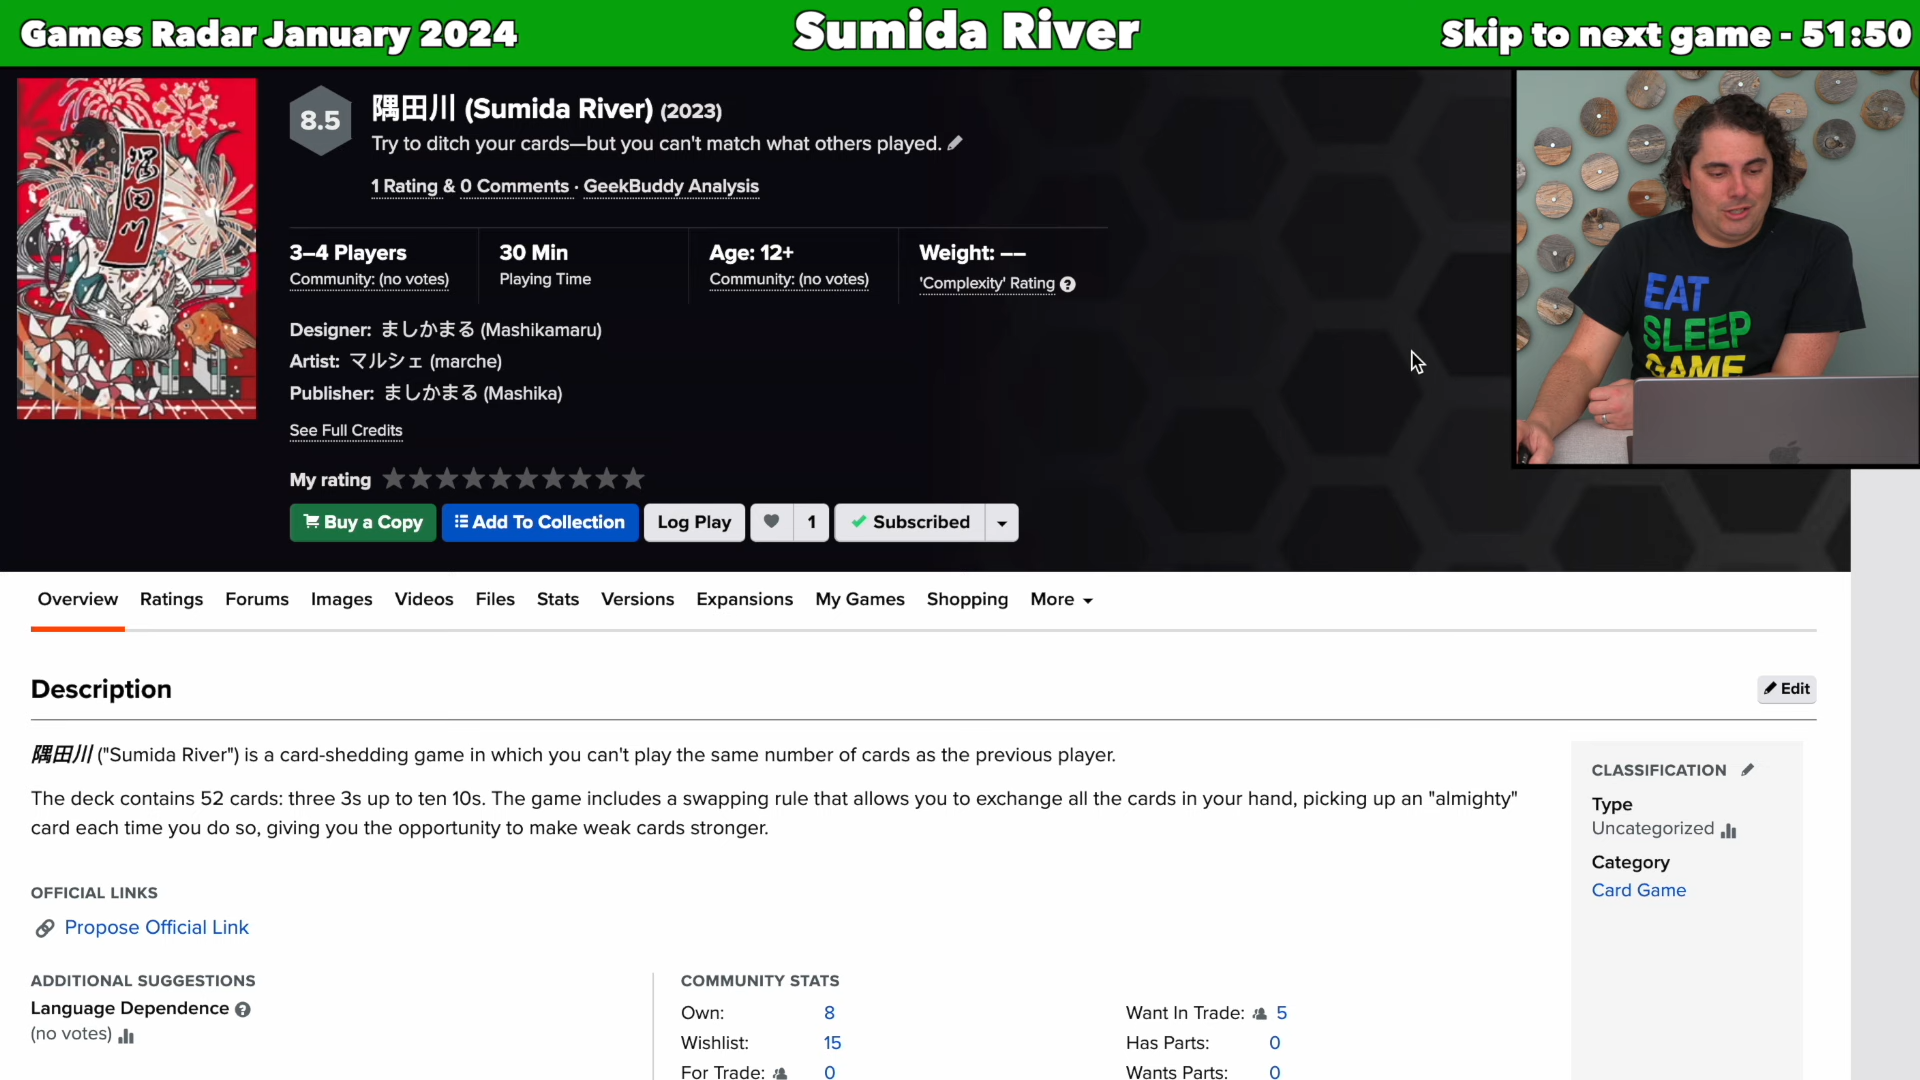 Games Radar January 2024
Sumida River
Skip to next game - 51:50
隅田川
8.5
隅田川 (Sumida River) (2023)
Try to ditch your cards—but you can't match what others played.
1 Rating & 0 Comments · GeekBuddy Analysis
3–4 Players
Community: (no votes)
30 Min
Playing Time
Age: 12+
Community: (no votes)
Weight: ––
'Complexity' Rating
Designer: ましかまる (Mashikamaru)
Artist: マルシェ (marche)
Publisher: ましかまる (Mashika)
See Full Credits
My rating
Buy a Copy
Add To Collection
Log Play
1
Subscribed
EAT
SLEEP
GAME
Overview Ratings Forums Images Videos Files Stats Versions Expansions My Games Shopping More
Description
Edit
隅田川 ("Sumida River") is a card-shedding game in which you can't play the same number of cards as the previous player.
The deck contains 52 cards: three 3s up to ten 10s. The game includes a swapping rule that allows you to exchange all the cards in your hand, picking up an "almighty"
card each time you do so, giving you the opportunity to make weak cards stronger.
CLASSIFICATION
Type
Uncategorized
Category
Card Game
OFFICIAL LINKS
Propose Official Link
ADDITIONAL SUGGESTIONS
Language Dependence
(no votes)
COMMUNITY STATS
Own: 8
Wishlist: 15
For Trade: 0
Want In Trade: 5
Has Parts: 0
Wants Parts: 0